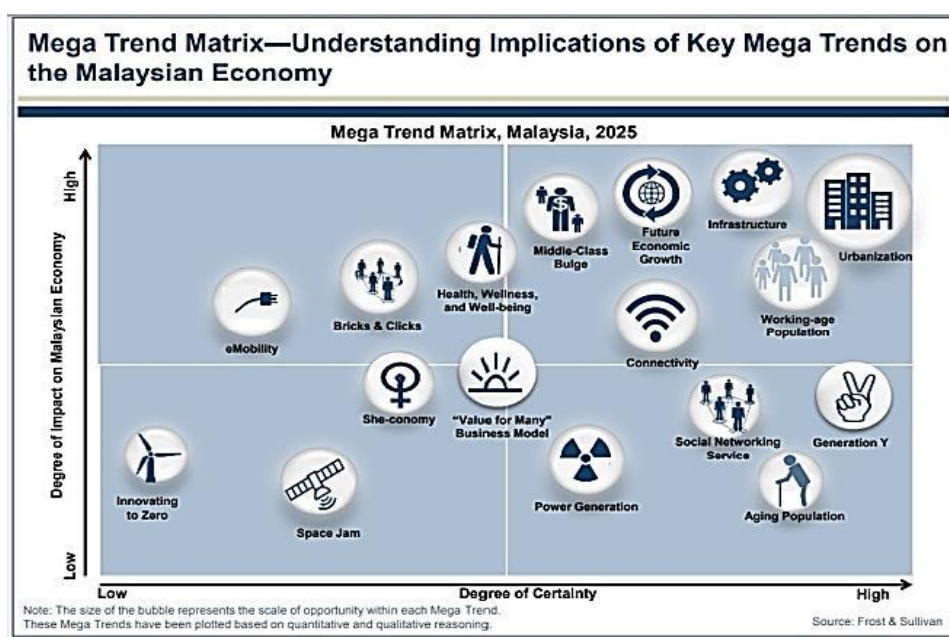 Mega Trend Matrix—Understanding Implications of Key Mega Trends on
the Malaysian Economy
Mega Trend Matrix, Malaysia, 2025
High
Degree of Impact on Malaysian Economy
Low
Middle-Class
Bulge
Future
Economic
Growth
Infrastructure
Urbanization
Health, Wellness,
and Well-being
Bricks & Clicks
eMobility
Working-age
Population
Connectivity
She-conomy
"Value for Many"
Business Model
Social Networking
Service
Generation Y
Innovating
to Zero
Space Jam
Power Generation
Aging Population
Low
Degree of Certainty
High
Note: The size of the bubble represents the scale of opportunity within each Mega Trend.
These Mega Trends have been plotted based on quantitative and qualitative reasoning.
Source: Frost & Sullivan